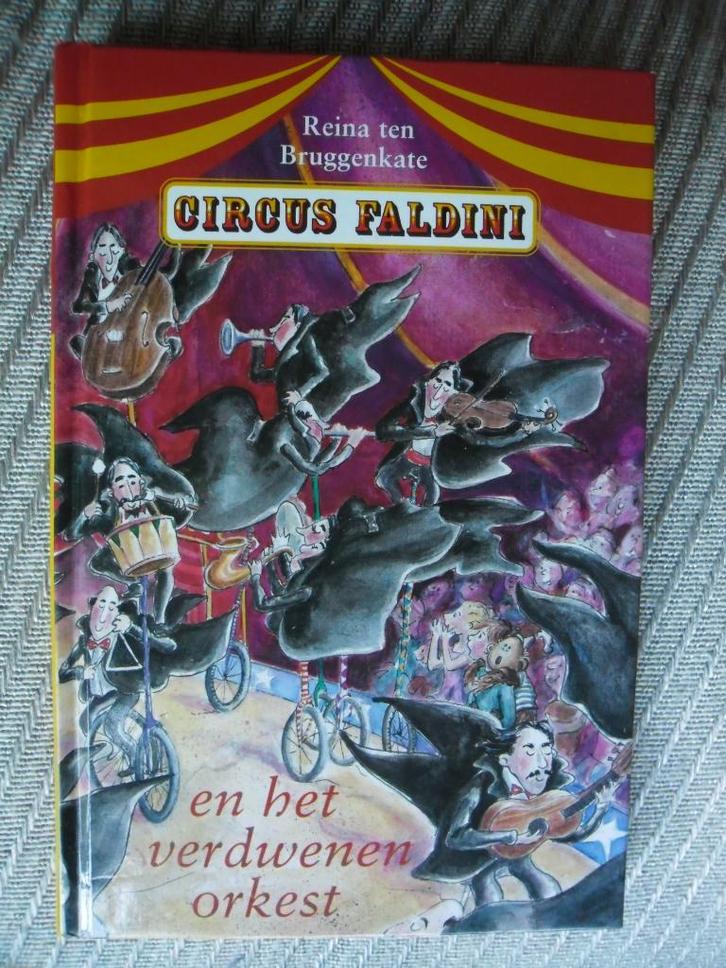 Reina ten
Bruggenkate
CIRCUS FALDINI
en het
verdwenen
orkest